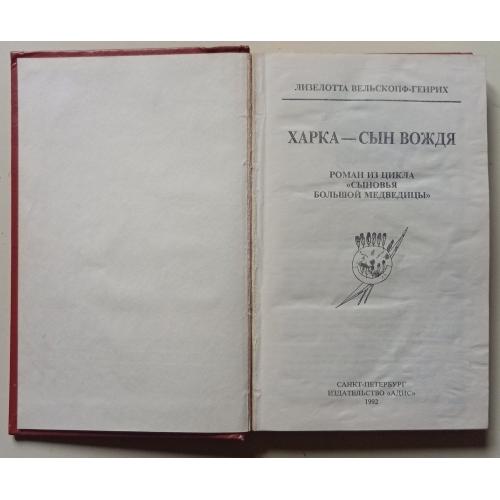 ЛИЗЕЛОТТА ВЕЛЬСКОПФ-ГЕНРИХ
ХАРКА — СЫН ВОЖДЯ
РОМАН ИЗ ЦИКЛА
«СЫНОВЬЯ
БОЛЬШОЙ МЕДВЕДИЦЫ»
САНКТ-ПЕТЕРБУРГ
ИЗДАТЕЛЬСТВО «АДИС»
1992